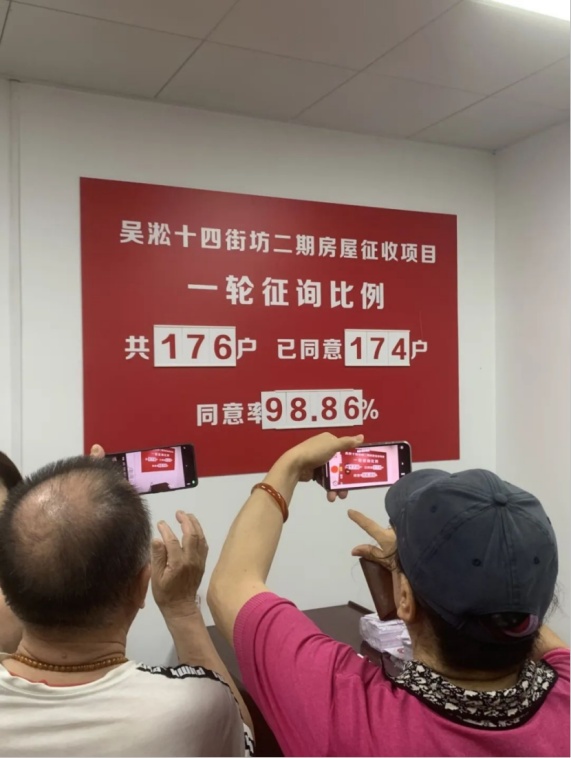 吴淞十四街坊二期房屋征收项目
一轮征询比例
共176户 已同意174户
同意率98.86%